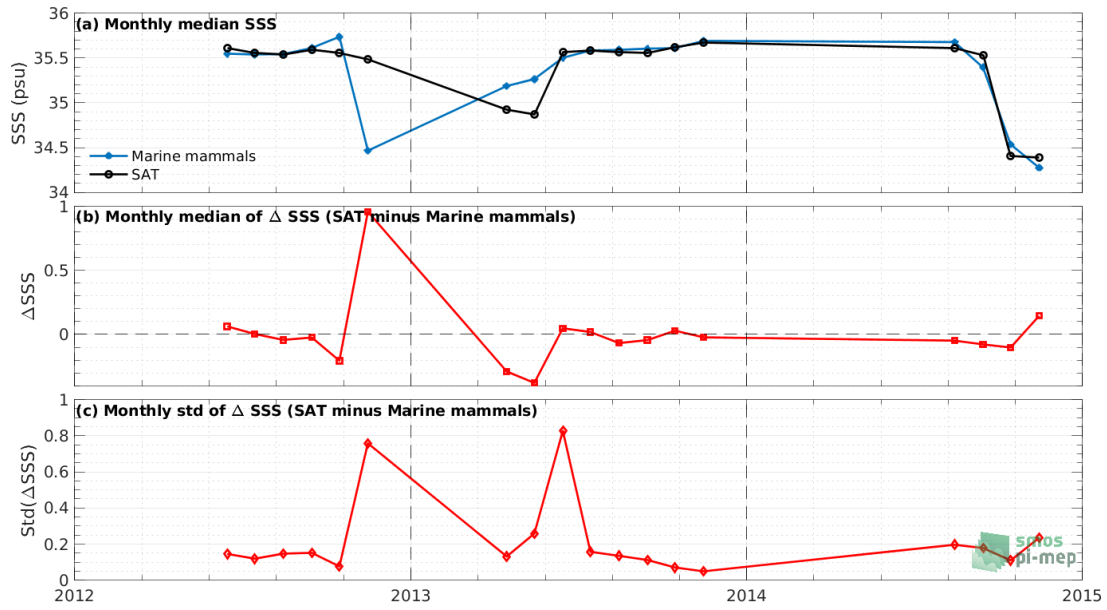 36
(a) Monthly median SSS
35.5
35
34.5
34
SSS (psu)
Marine mammals
SAT
1
(b) Monthly median of Δ SSS (SAT minus Marine mammals)
0.5
0
ΔSSS
1
(c) Monthly std of Δ SSS (SAT minus Marine mammals)
0.8
0.6
0.4
0.2
0
Std(ΔSSS)
smos
pi-mep
2012
2013
2014
2015